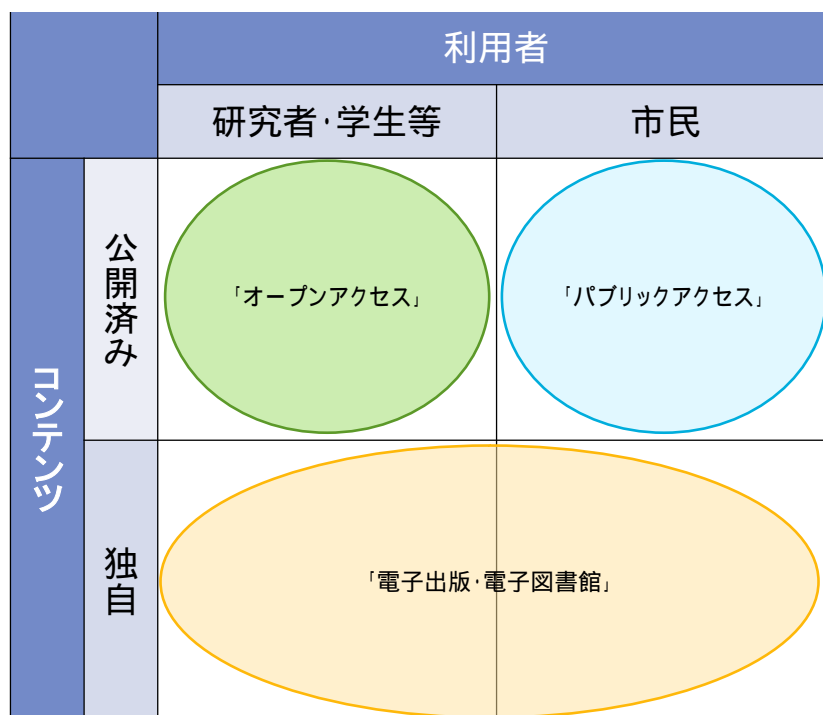 利用者
研究者・学生等
市民
コンテンツ
公開済み
「オープンアクセス」
「パブリックアクセス」
独自
「電子出版・電子図書館」